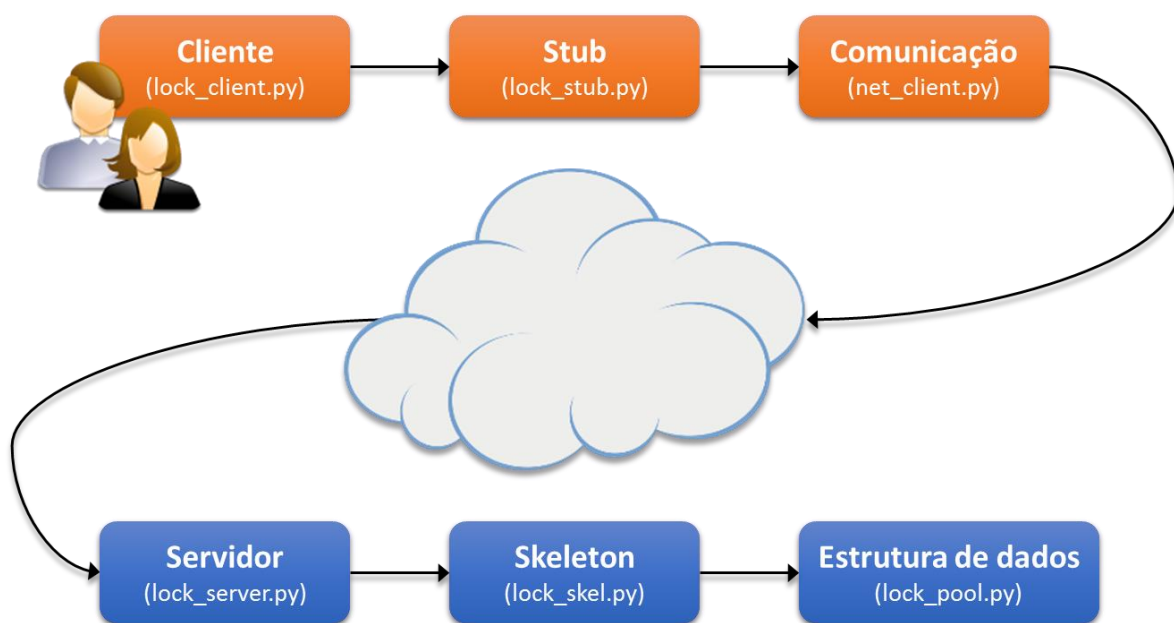 Cliente
(lock_client.py)
Stub
(lock_stub.py)
Comunicação
(net_client.py)
Servidor
(lock_server.py)
Skeleton
(lock_skel.py)
Estrutura de dados
(lock_pool.py)